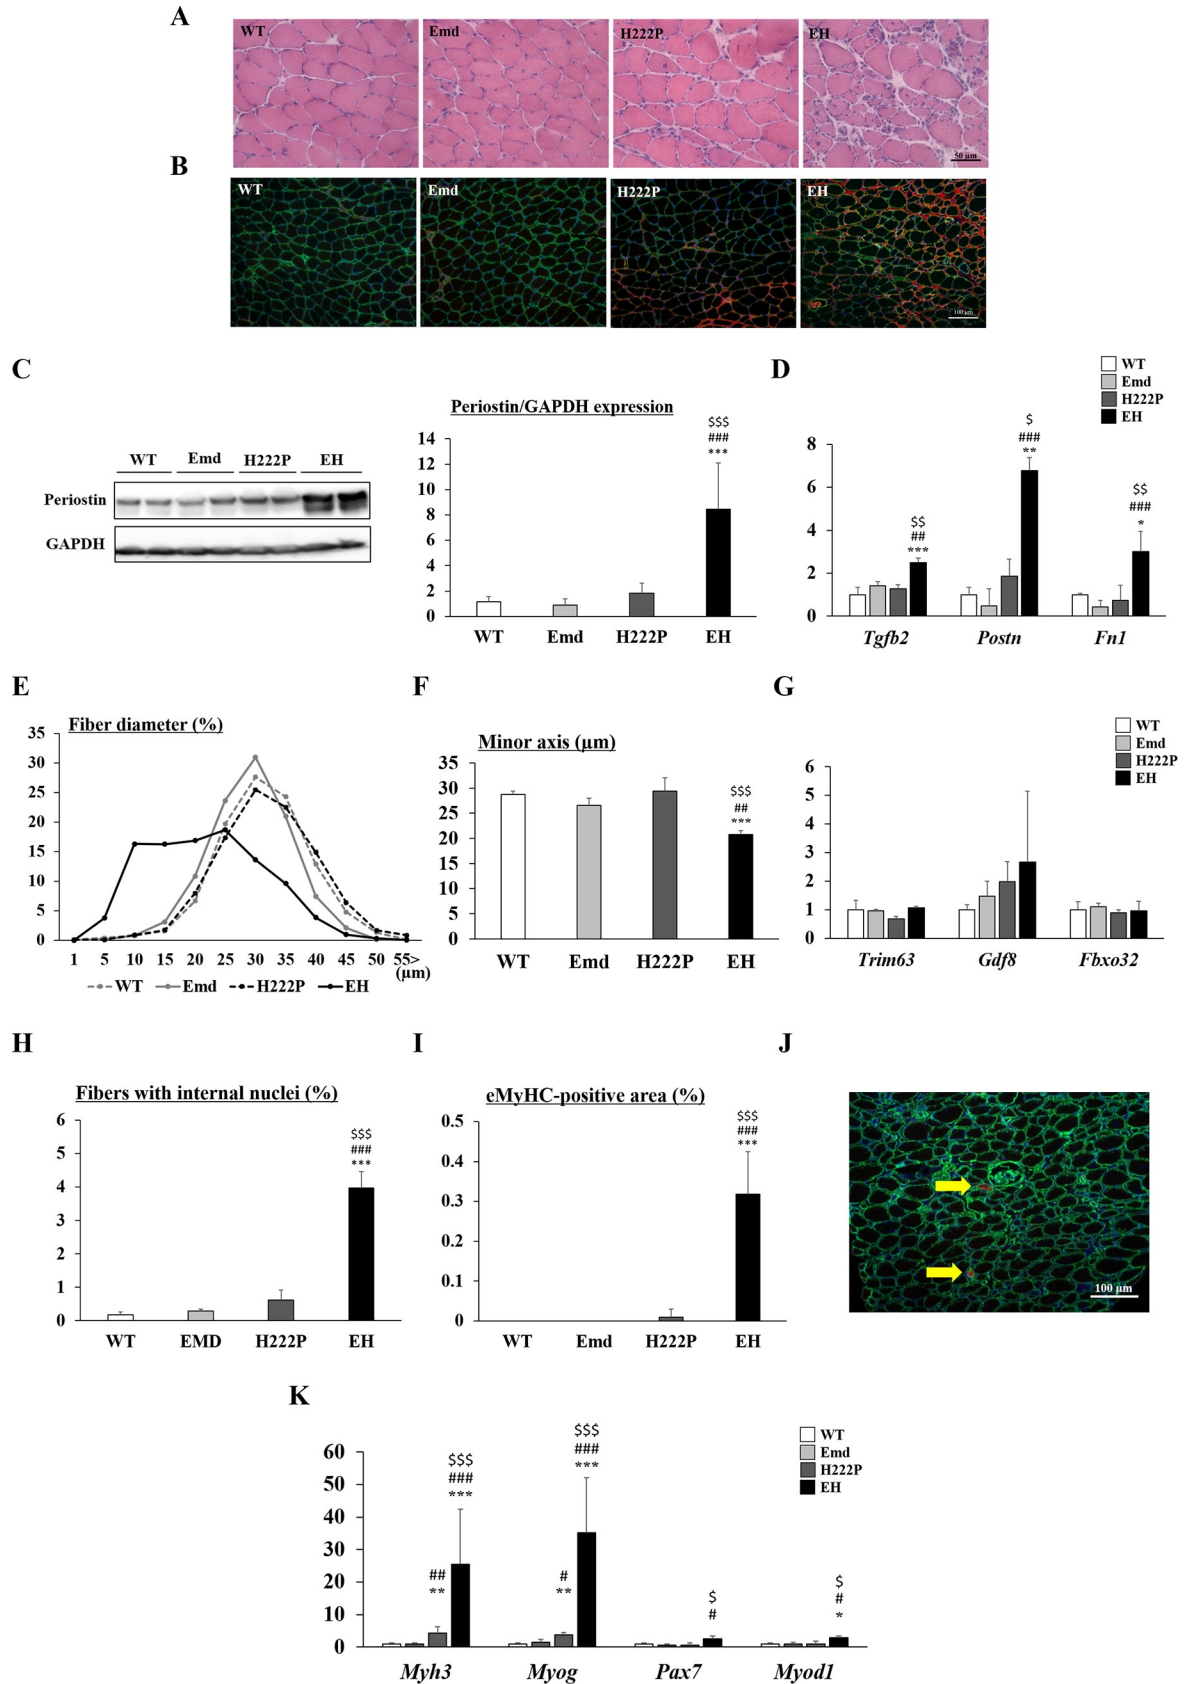 A
WT
Emd
H222P
EH
50 µm
B
WT
Emd
H222P
EH
100 µm
C
WT
Emd
H222P
EH
Periostin
GAPDH
Periostin/GAPDH expression
14
12
10
8
6
4
2
0
$$$
###
***
WT
Emd
H222P
EH
D
WT
Emd
H222P
EH
8
6
4
2
0
$$
##
***
$
###
**
$$
###
*
Tgfb2
Postn
Fn1
E
Fiber diameter (%)
35
30
25
20
15
10
5
0
1 5 10 15 20 25 30 35 40 45 50 55>
(µm)
WT Emd H222P EH
F
Minor axis (µm)
35
30
25
20
15
10
5
0
$$$
##
***
WT
Emd
H222P
EH
G
WT
Emd
H222P
EH
6
5
4
3
2
1
0
Trim63
Gdf8
Fbxo32
H
Fibers with internal nuclei (%)
6
5
4
3
2
1
0
$$$
###
***
WT
EMD
H222P
EH
I
eMyHC-positive area (%)
0.5
0.4
0.3
0.2
0.1
0
$$$
###
***
WT
Emd
H222P
EH
J
100 µm
K
WT
Emd
H222P
EH
60
50
40
30
20
10
0
##
**
$$$
###
***
#
**
$$$
###
***
$
#
$
#
*
Myh3
Myog
Pax7
Myod1